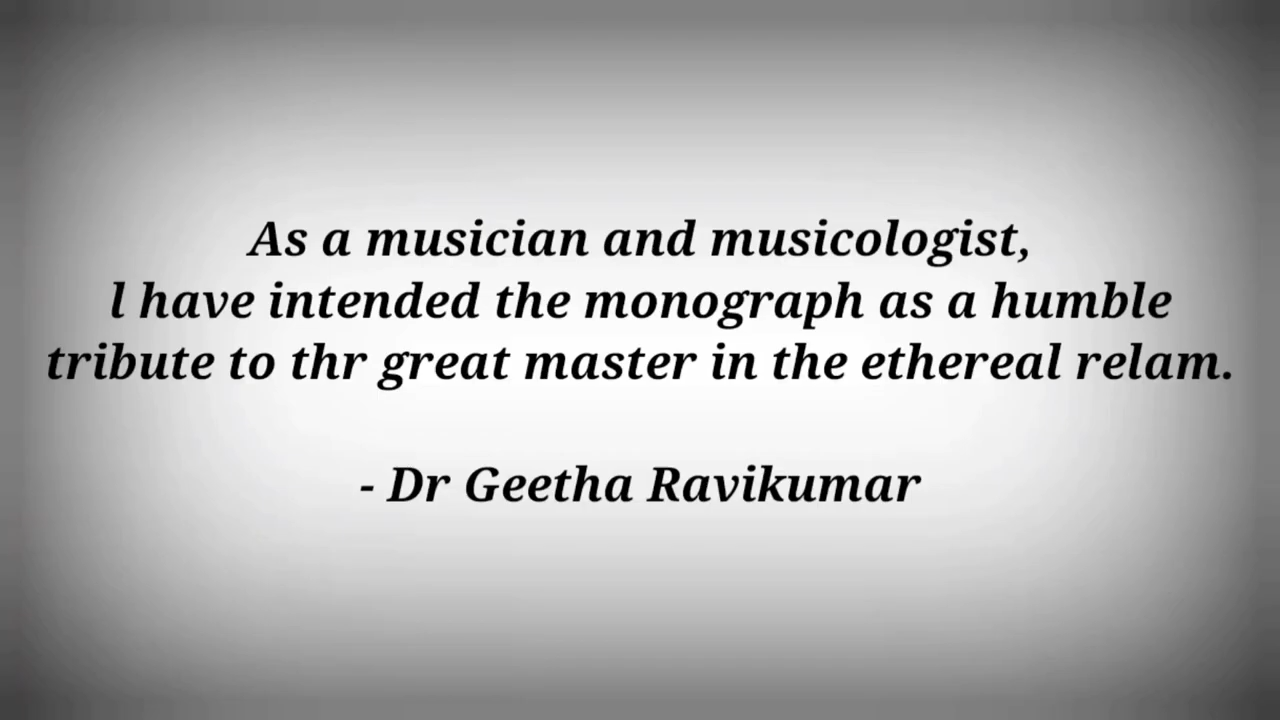 As a musician and musicologist,
l have intended the monograph as a humble
tribute to thr great master in the ethereal relam.
- Dr Geetha Ravikumar